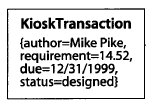 KioskTransaction
{author=Mike Pike,
requirement=14.52,
due=12/31/1999,
status=designed}